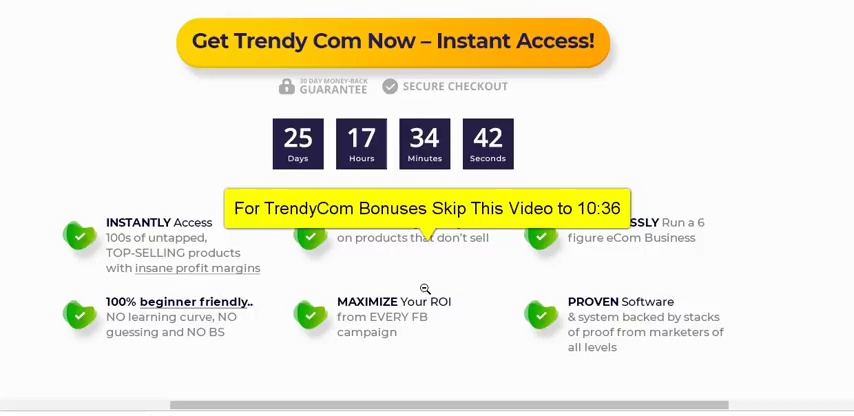 Get Trendy Com Now – Instant Access!
30 DAY MONEY-BACK
GUARANTEE
SECURE CHECKOUT
25
Days
17
Hours
34
Minutes
42
Seconds
For TrendyCom Bonuses Skip This Video to 10:36
INSTANTLY Access
100s of untapped,
TOP-SELLING products
with insane profit margins
on products that don't sell
SSLY Run a 6
figure eCom Business
100% beginner friendly..
NO learning curve, NO
guessing and NO BS
MAXIMIZE Your ROI
from EVERY FB
campaign
PROVEN Software
& system backed by stacks
of proof from marketers of
all levels